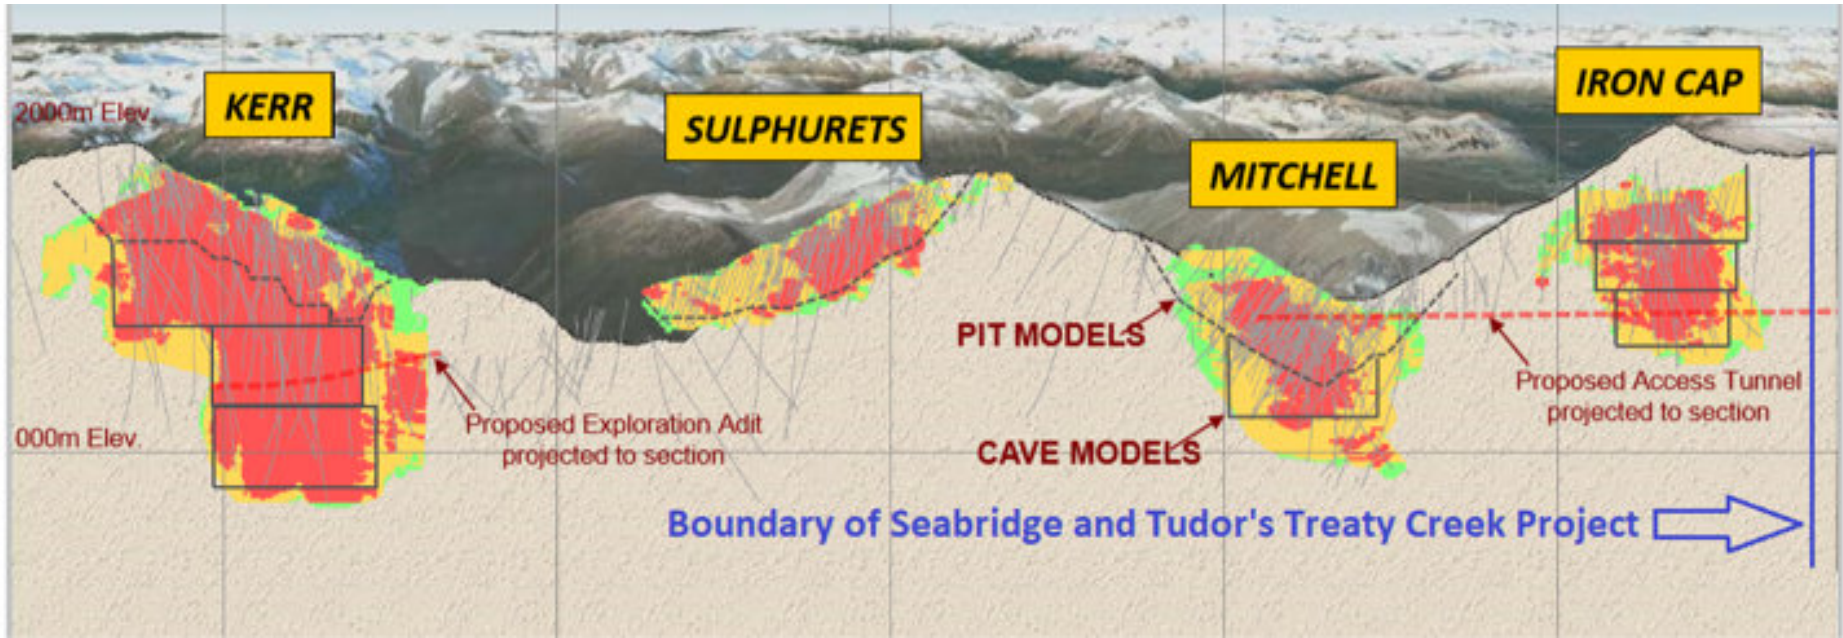 IRON CAP
KERR
2000m Elev.
SULPHURETS
MITCHELL
PIT MODELS
Proposed Access Tunnel
projected to section
Proposed Exploration Adit
projected to section
000m Elev.
CAVE MODELS
Boundary of Seabridge and Tudor's Treaty Creek Project